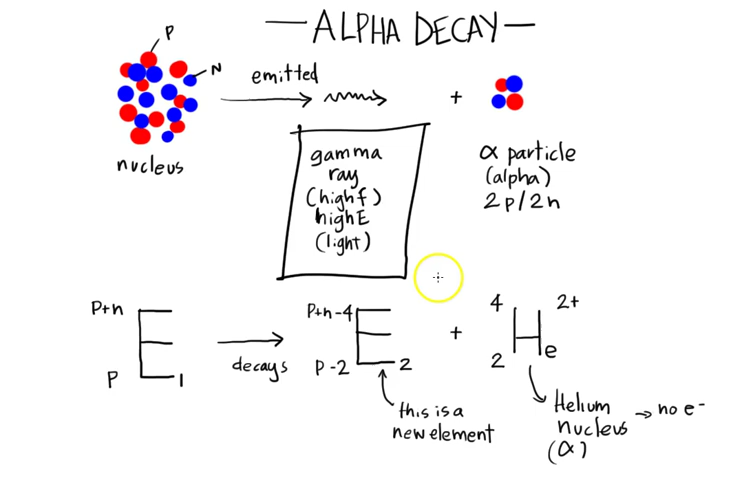 ALPHA DECAY
P
N
emitted
+
nucleus
gamma
ray
(high f)
high E
(light)
α particle
(alpha)
2p/2n
P+n
E
P
1
decays
P+n-4
E
P-2
2
+
4
He
2+
2
this is a
new element
Helium
nucleus
(α)
→ no e-